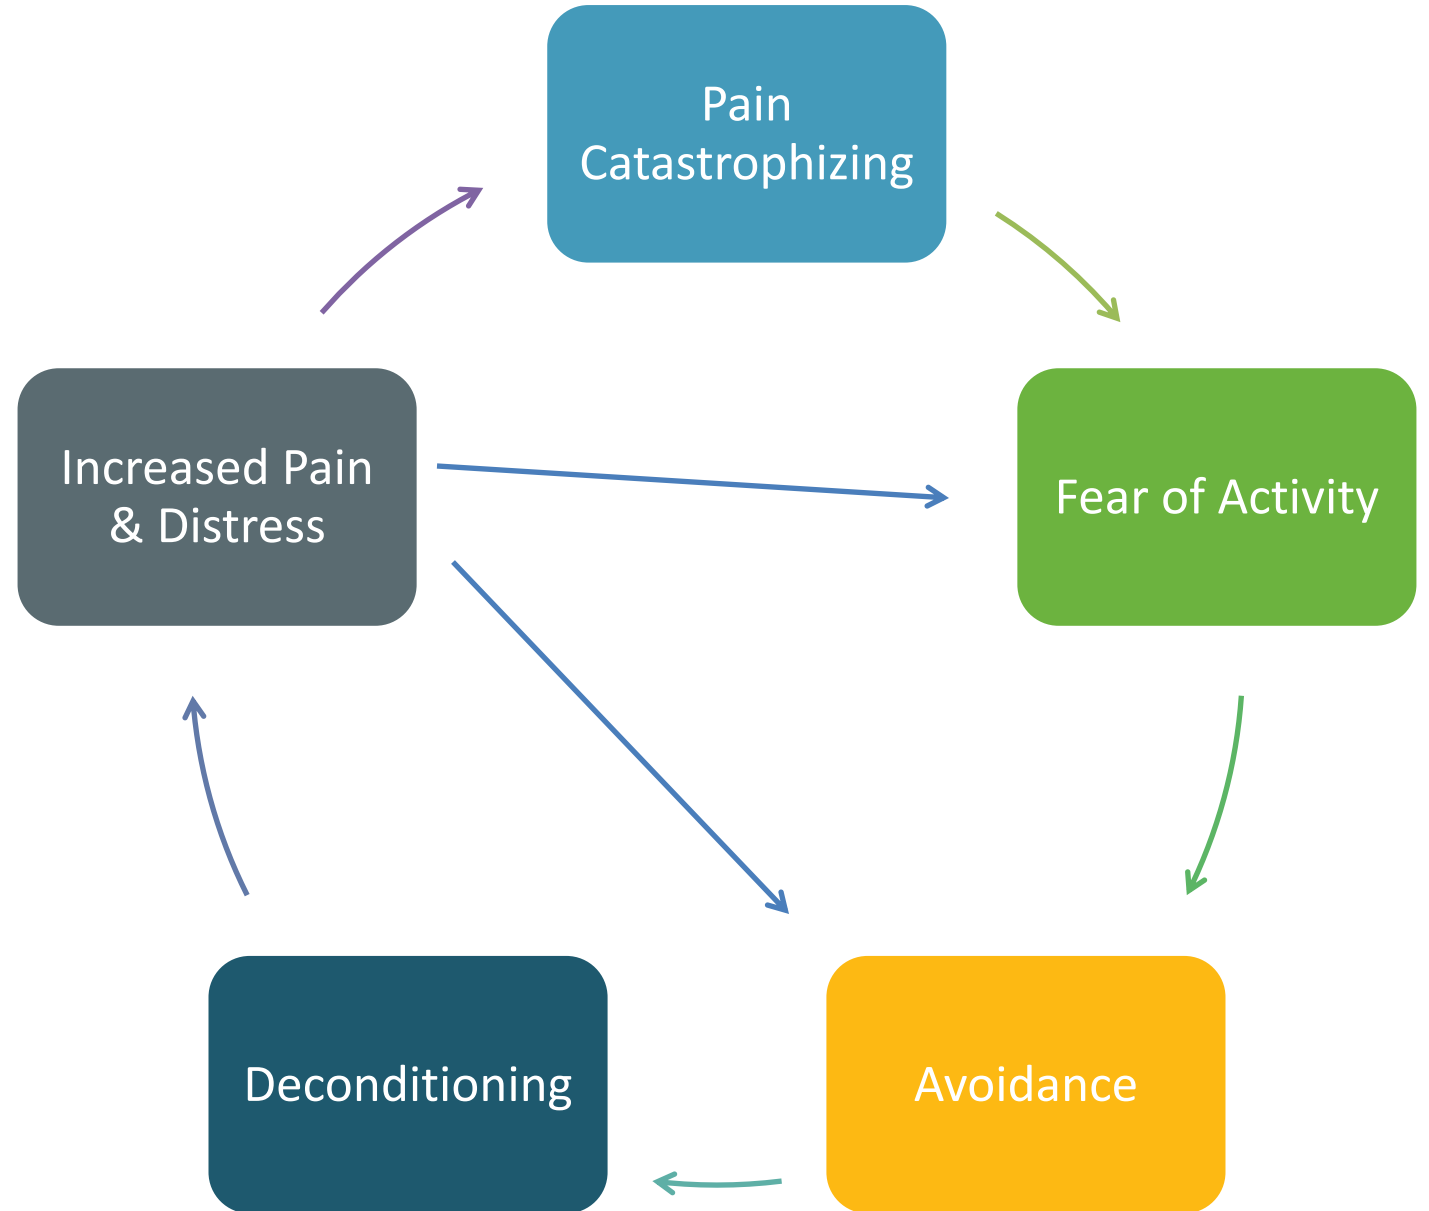 Pain
Catastrophizing
Increased Pain
& Distress
Fear of Activity
Deconditioning
Avoidance